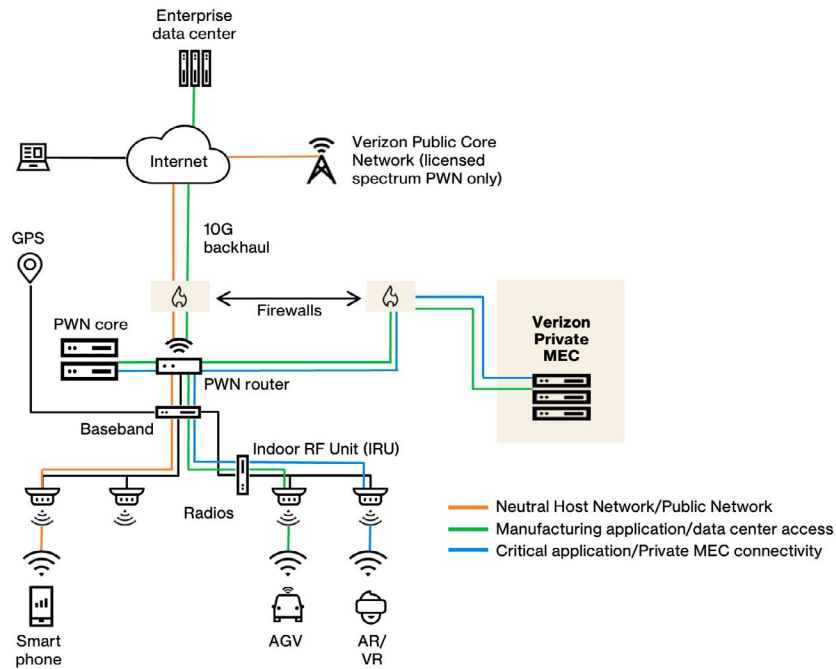 Enterprise
data center
Internet
Verizon Public Core
Network (licensed
spectrum PWN only)
GPS
10G
backhaul
Firewalls
Verizon
Private
MEC
PWN core
PWN router
Baseband
Indoor RF Unit (IRU)
Radios
Neutral Host Network/Public Network
Manufacturing application/data center access
Critical application/Private MEC connectivity
Smart
phone
AGV
AR/
VR